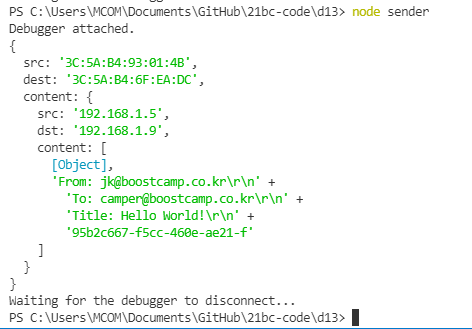 PS C:\Users\MCOM\Documents\GitHub\21bc-code\d13> node sender
Debugger attached.
{
  src: '3C:5A:B4:93:01:4B',
  dest: '3C:5A:B4:6F:EA:DC',
  content: {
    src: '192.168.1.5',
    dst: '192.168.1.9',
    content: [
      [Object],
      'From: jk@boostcamp.co.kr\r\n' +
        'To: camper@boostcamp.co.kr\r\n' +
        'Title: Hello World!\r\n' +
        '95b2c667-f5cc-460e-ae21-f'
    ]
  }
}
Waiting for the debugger to disconnect...
PS C:\Users\MCOM\Documents\GitHub\21bc-code\d13>